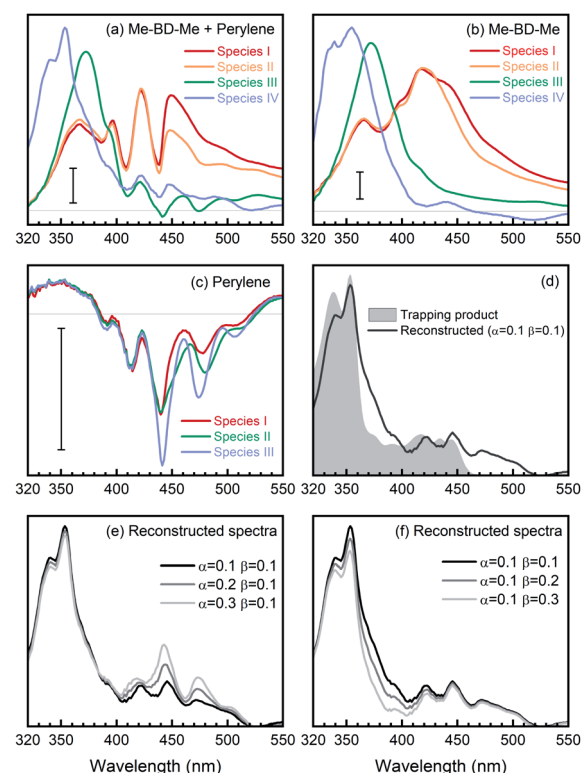 (a) Me-BD-Me + Perylene
Species I
Species II
Species III
Species IV
320 350 400 450 500 550
(b) Me-BD-Me
Species I
Species II
Species III
Species IV
320 350 400 450 500 550
(c) Perylene
Species I
Species II
Species III
320 350 400 450 500 550
(d)
Trapping product
Reconstructed (α=0.1 β=0.1)
320 350 400 450 500 550
(e) Reconstructed spectra
α=0.1 β=0.1
α=0.2 β=0.1
α=0.3 β=0.1
320 350 400 450 500 550
Wavelength (nm)
(f) Reconstructed spectra
α=0.1 β=0.1
α=0.1 β=0.2
α=0.1 β=0.3
320 350 400 450 500 550
Wavelength (nm)